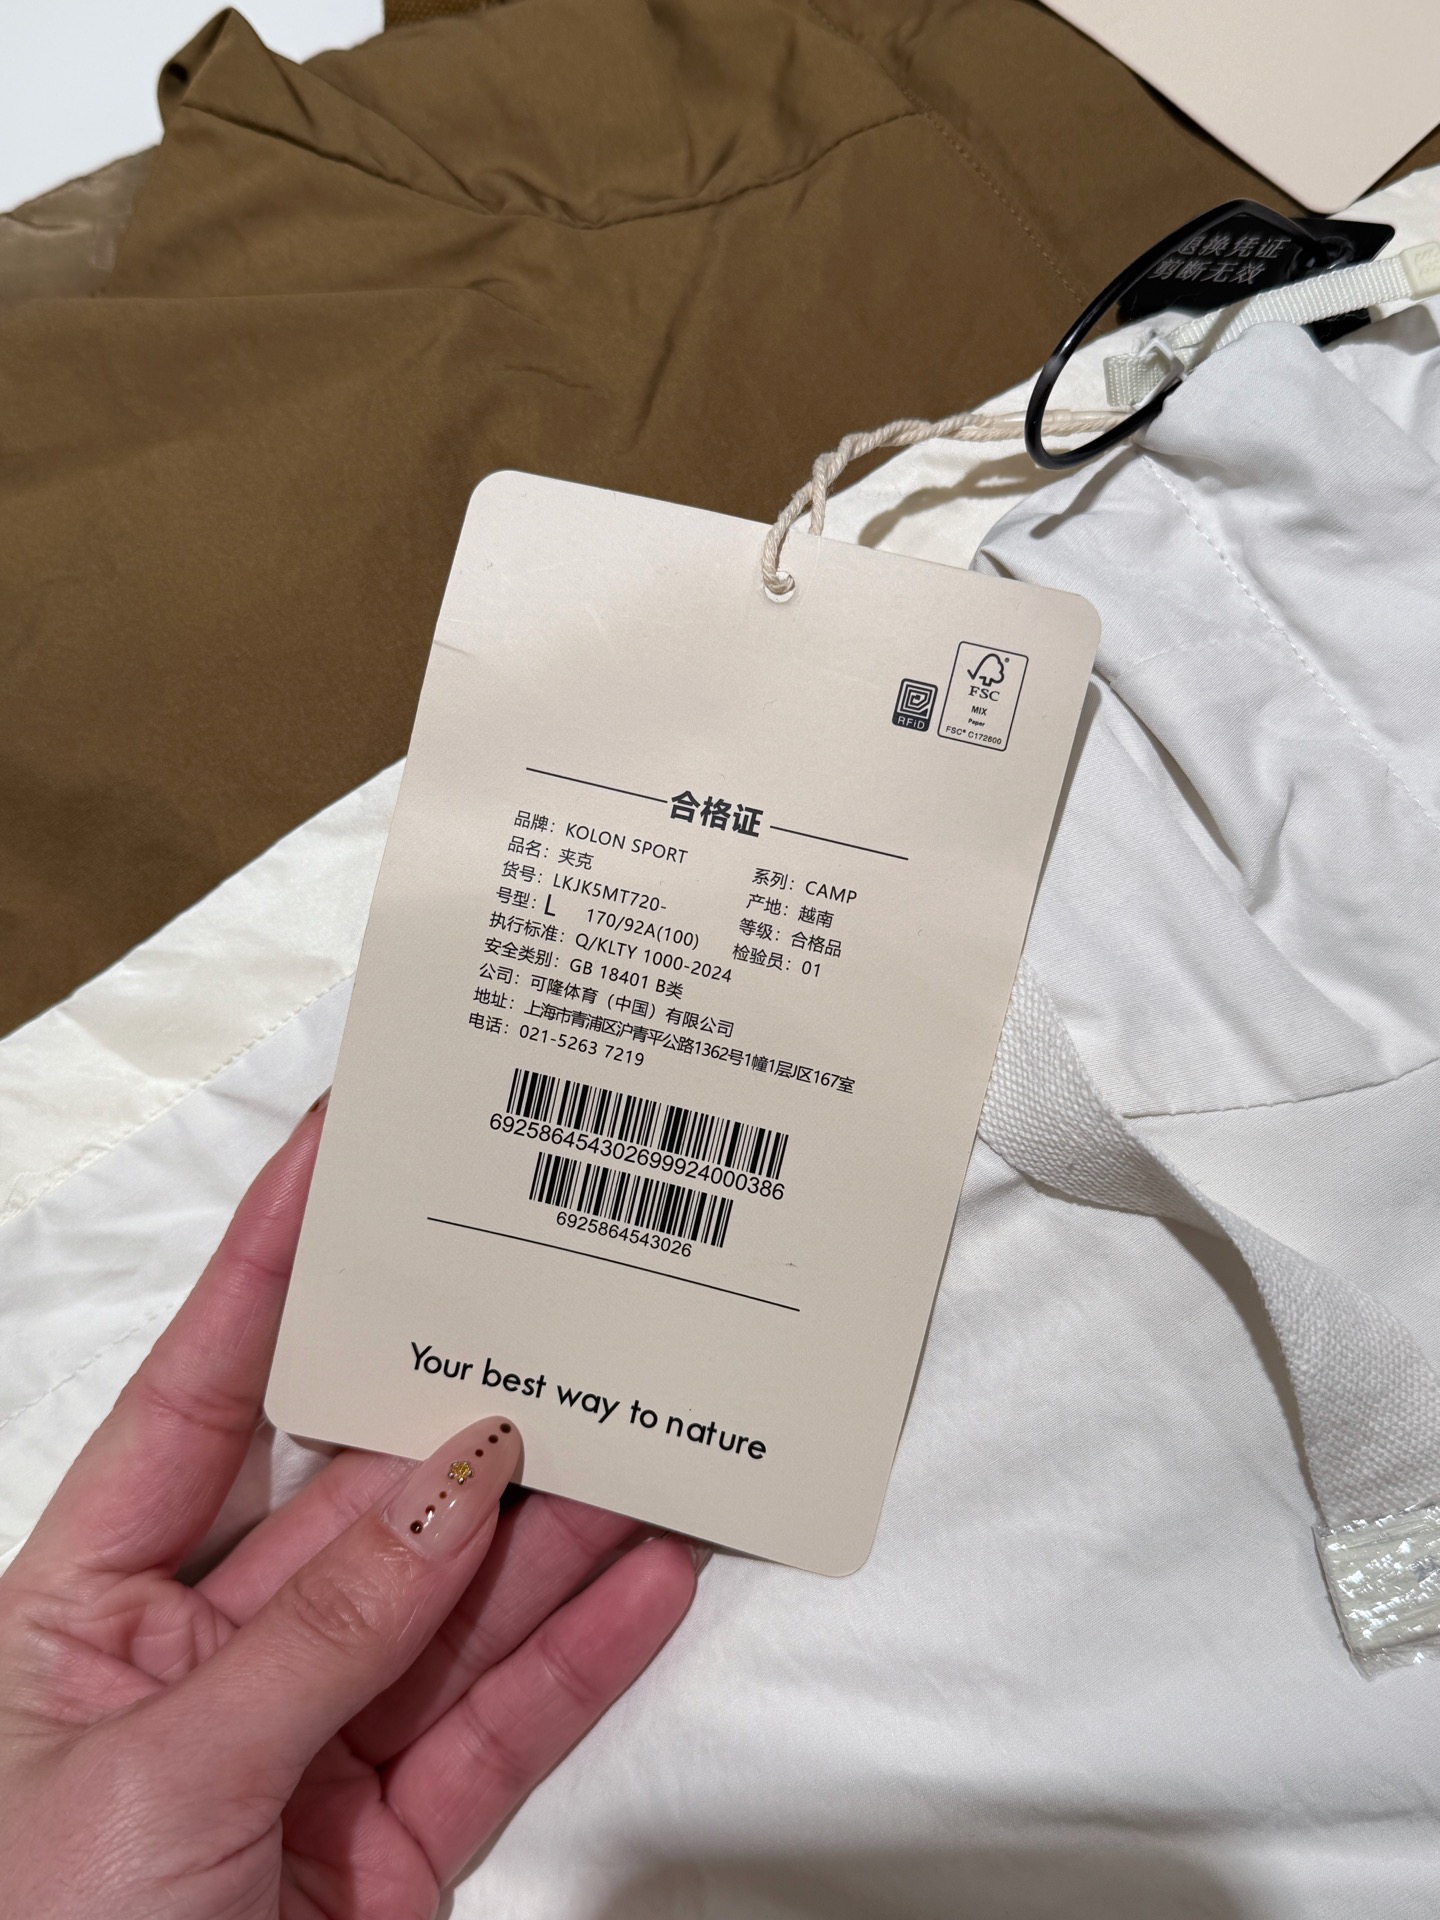 退换凭证
剪断无效
FSC
MIX
Paper
FSC® C172600
RFID
合格证
品牌：KOLON SPORT
品名：夹克 系列：CAMP
货号：LKJK5MT720- 产地：越南
号型：L 170/92A(100) 等级：合格品
执行标准：Q/KLTY 1000-2024 检验员：01
安全类别：GB 18401 B类
公司：可隆体育（中国）有限公司
地址：上海市青浦区沪青平公路1362号1幢1层J区167室
电话：021-5263 7219
692586454302699924000386
6925864543026
Your best way to nature